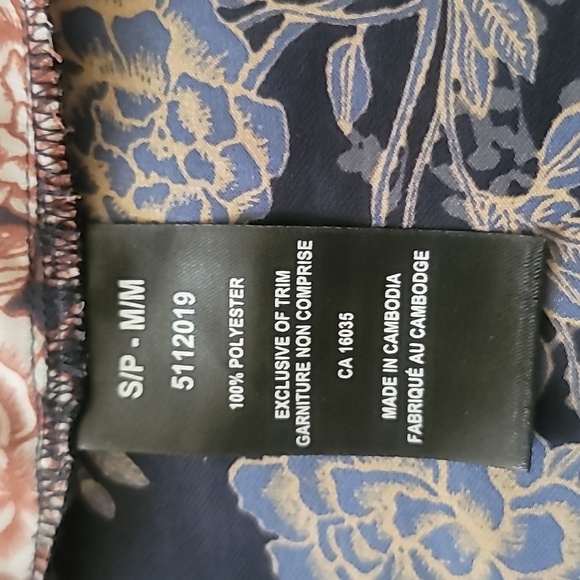 S/P - M/M
5112019
100% POLYESTER
EXCLUSIVE OF TRIM
GARNITURE NON COMPRISE
CA 16035
MADE IN CAMBODIA
FABRIQUÉ AU CAMBODGE